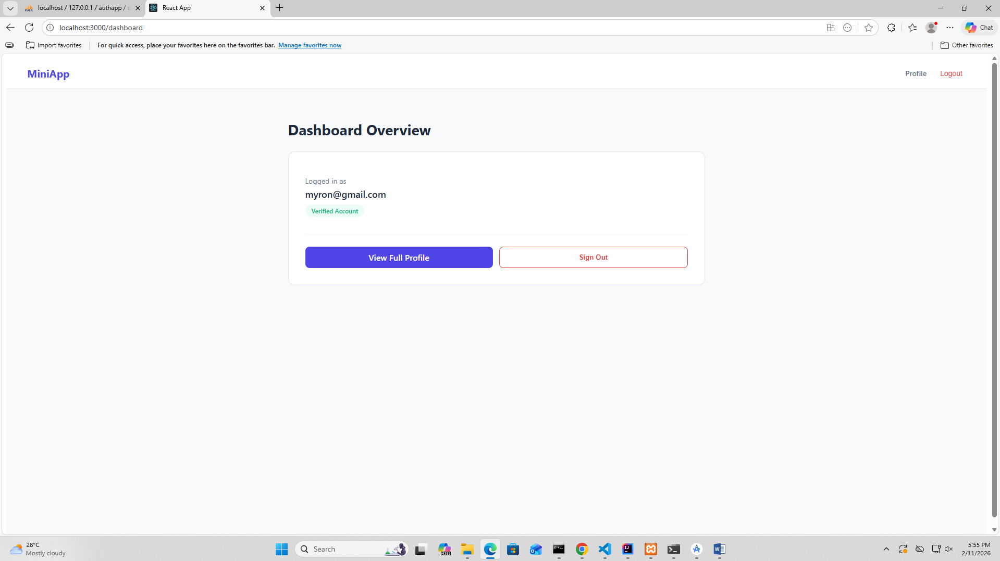 localhost / 127.0.0.1 / authapp / u
React App
localhost:3000/dashboard
Chat
Import favorites
For quick access, place your favorites here on the favorites bar. Manage favorites now
Other favorites
MiniApp
Profile
Logout
Dashboard Overview
Logged in as
myron@gmail.com
Verified Account
View Full Profile
Sign Out
28°C
Mostly cloudy
Search
M365
5:55 PM
2/11/2026